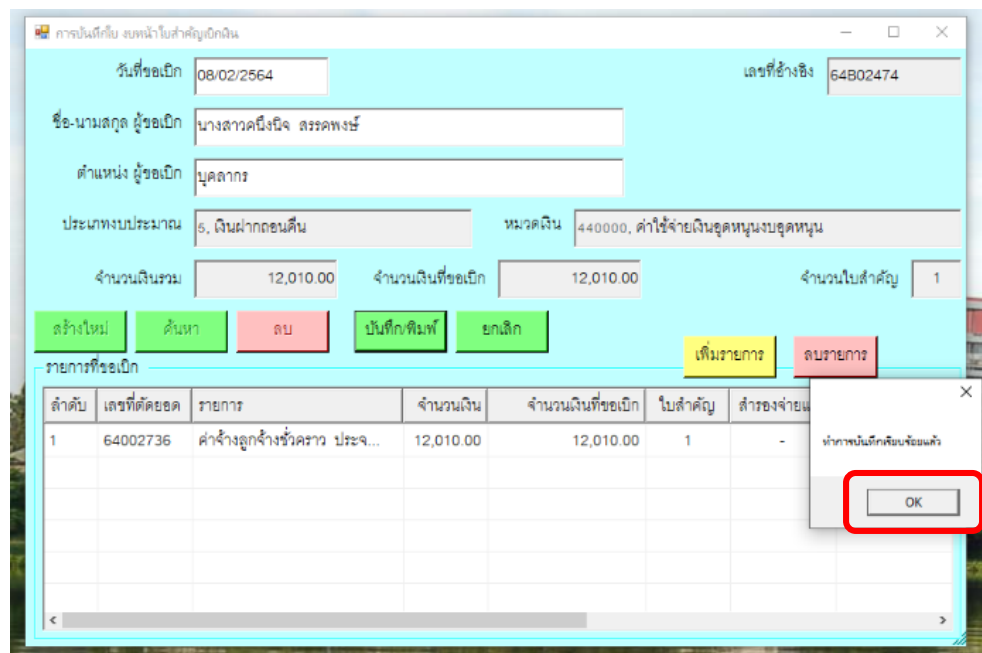 การบันทึกใบ งบหน้าใบสำคัญเบิกเงิน
วันที่ขอเบิก 08/02/2564 เลขที่อ้างอิง 64B02474
ชื่อ-นามสกุล ผู้ขอเบิก นางสาวคนึงนิจ สรรคพงษ์
ตำแหน่ง ผู้ขอเบิก บุคลากร
ประเภทงบประมาณ 5, เงินฝากถอนคืน หมวดเงิน 440000, ค่าใช้จ่ายเงินอุดหนุนงบอุดหนุน
จำนวนเงินรวม 12,010.00 จำนวนเงินที่ขอเบิก 12,010.00 จำนวนใบสำคัญ 1
สร้างใหม่ ค้นหา ลบ บันทึก/พิมพ์ ยกเลิก
เพิ่มรายการ ลบรายการ
รายการที่ขอเบิก
ลำดับ เลขที่ตัดยอด รายการ จำนวนเงิน จำนวนเงินที่ขอเบิก ใบสำคัญ สำรองจ่ายแ
1 64002736 ค่าจ้างลูกจ้างชั่วคราว ประจ... 12,010.00 12,010.00 1 -
ทำการบันทึกเรียบร้อยแล้ว
OK